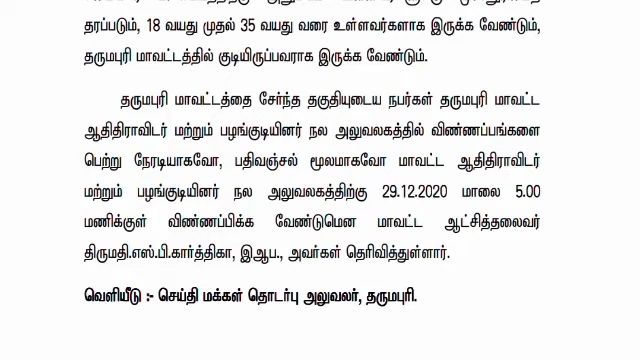 தரப்படும், 18 வயது முதல் 35 வயது வரை உள்ளவர்களாக இருக்க வேண்டும்,
தருமபுரி மாவட்டத்தில் குடியிருப்பவராக இருக்க வேண்டும்.
தருமபுரி மாவட்டத்தை சேர்ந்த தகுதியுடைய நபர்கள் தருமபுரி மாவட்ட
ஆதிதிராவிடர் மற்றும் பழங்குடியினர் நல அலுவலகத்தில் விண்ணப்பங்களை
பெற்று நேரடியாகவோ, பதிவஞ்சல் மூலமாகவோ மாவட்ட ஆதிதிராவிடர்
மற்றும் பழங்குடியினர் நல அலுவலகத்திற்கு 29.12.2020 மாலை 5.00
மணிக்குள் விண்ணப்பிக்க வேண்டுமென மாவட்ட ஆட்சித்தலைவர்
திருமதி.எஸ்.பி.கார்த்திகா, இஆப., அவர்கள் தெரிவித்துள்ளார்.
வெளியீடு :- செய்தி மக்கள் தொடர்பு அலுவலர், தருமபுரி.